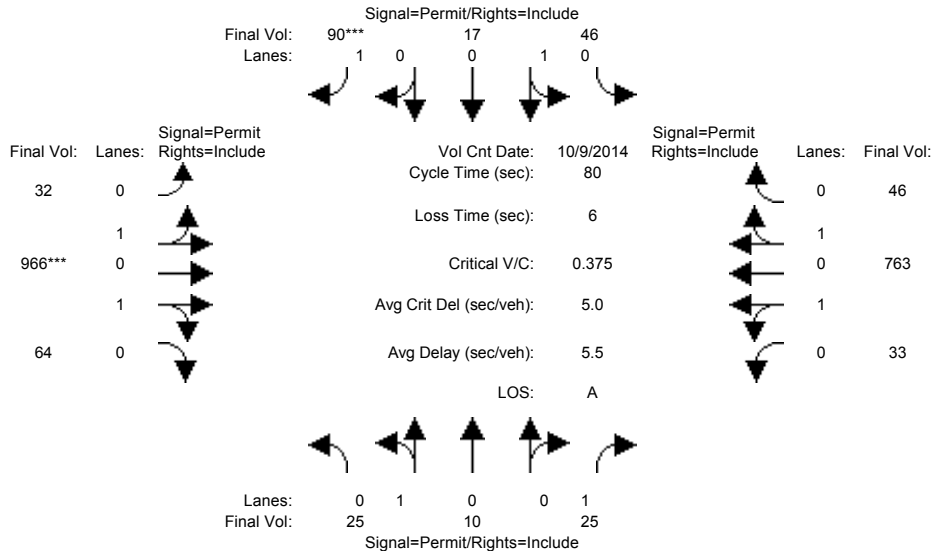 Signal=Permit/Rights=Include
Final Vol: 90*** 17 46
Lanes: 1 0 0 1 0
Signal=Permit Signal=Permit
Final Vol: Lanes: Rights=Include Vol Cnt Date: 10/9/2014 Rights=Include Lanes: Final Vol:
Cycle Time (sec): 80
32 0 0 46
Loss Time (sec): 6
1 1
966*** 0 Critical V/C: 0.375 0 763
1 Avg Crit Del (sec/veh): 5.0 1
64 0 Avg Delay (sec/veh): 5.5 0 33
LOS: A
Lanes: 0 1 0 0 1
Final Vol: 25 10 25
Signal=Permit/Rights=Include